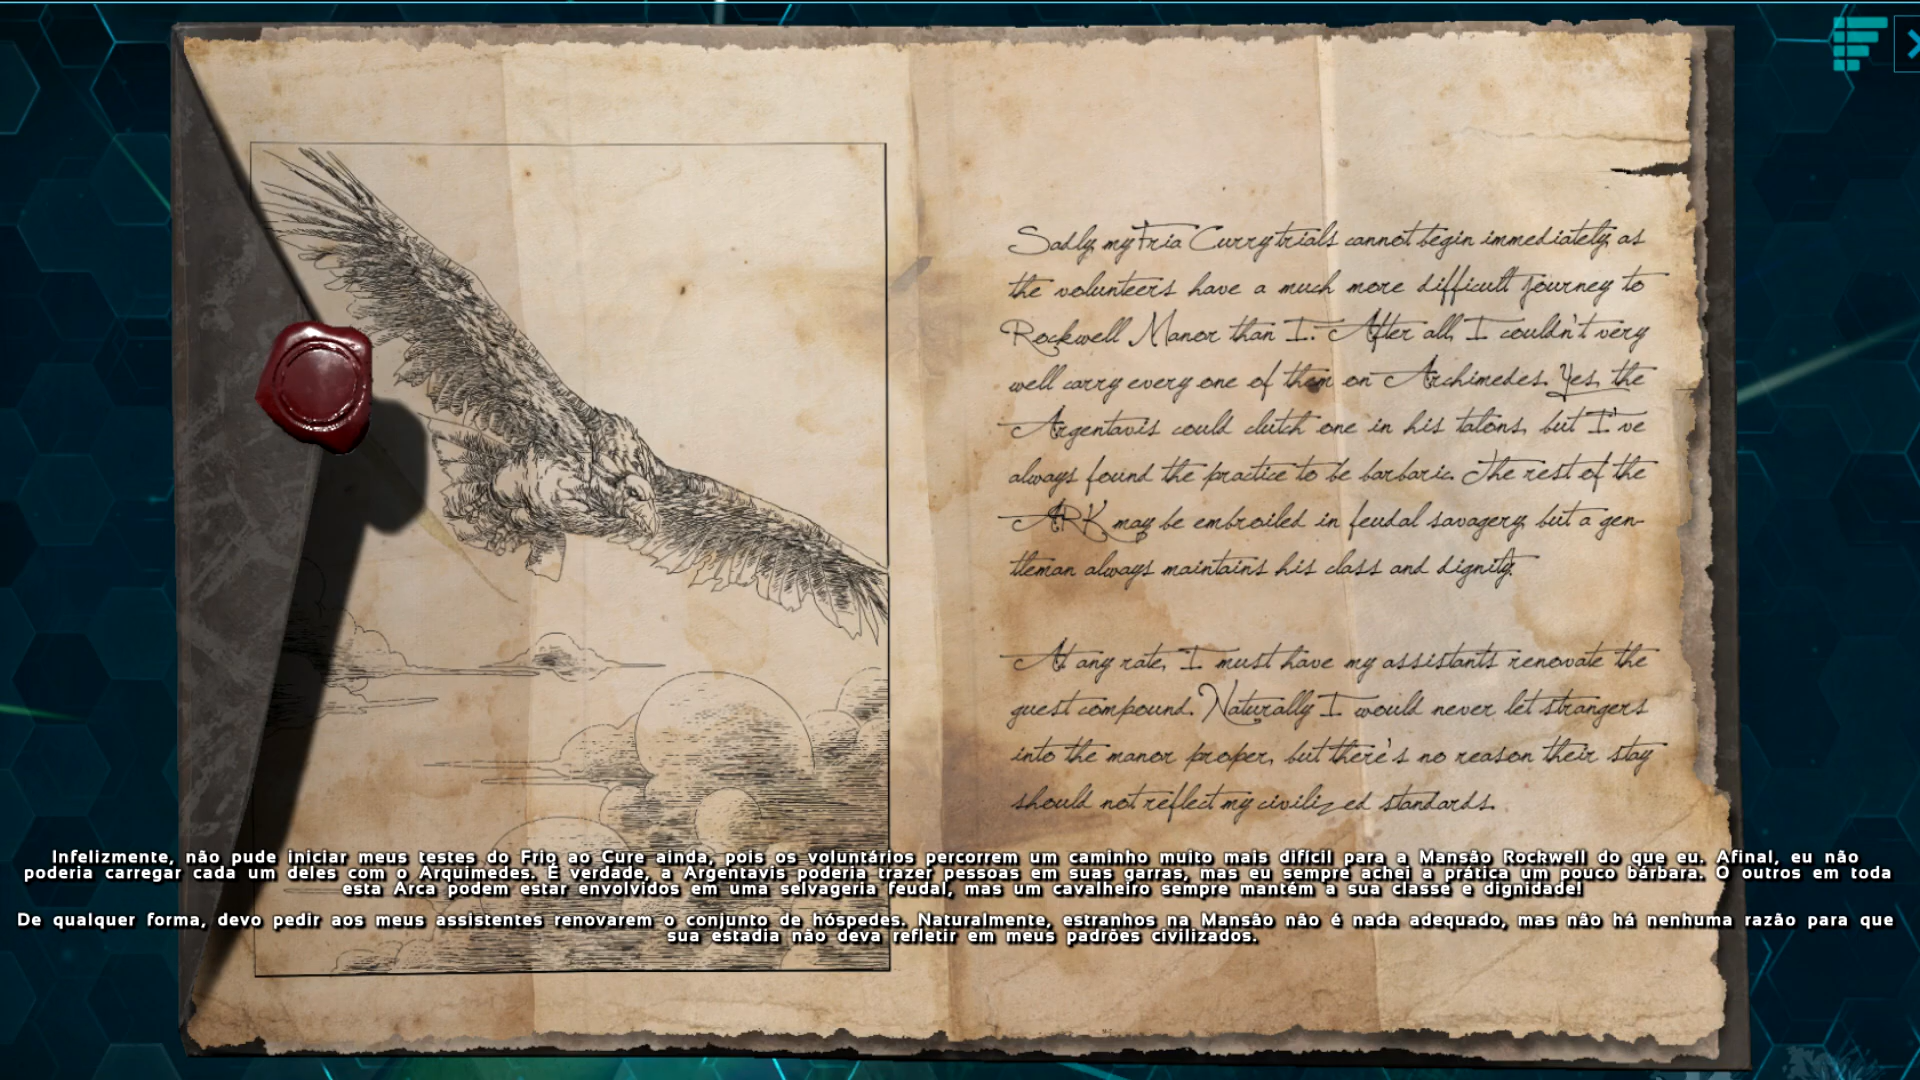 Sadly, my Fria Curry trials cannot begin immediately, as
the volunteers have a much more difficult journey to
Rockwell Manor than I. After all, I couldn't very
well carry every one of them on Archimedes. Yes, the
Argentavis could clutch one in his talons, but I've
always found the practice to be barbaric. The rest of the
ARK may be embroiled in feudal savagery, but a gen-
tleman always maintains his class and dignity.
At any rate, I must have my assistants renovate the
guest compound. Naturally I would never let strangers
into the manor proper, but there's no reason their stay
should not reflect my civilized standards.
Infelizmente, não pude iniciar meus testes do Frio ao Cure ainda, pois os voluntários percorrem um caminho muito mais difícil para a Mansão Rockwell do que eu. Afinal, eu não
poderia carregar cada um deles com o Arquimedes. É verdade, a Argentavis poderia trazer pessoas em suas garras, mas eu sempre achei a prática um pouco bárbara. O outros em toda
esta Arca podem estar envolvidos em uma selvageria feudal, mas um cavalheiro sempre mantém a sua classe e dignidade!
De qualquer forma, devo pedir aos meus assistentes renovarem o conjunto de hóspedes. Naturalmente, estranhos na Mansão não é nada adequado, mas não há nenhuma razão para que
sua estadia não deva refletir em meus padrões civilizados.